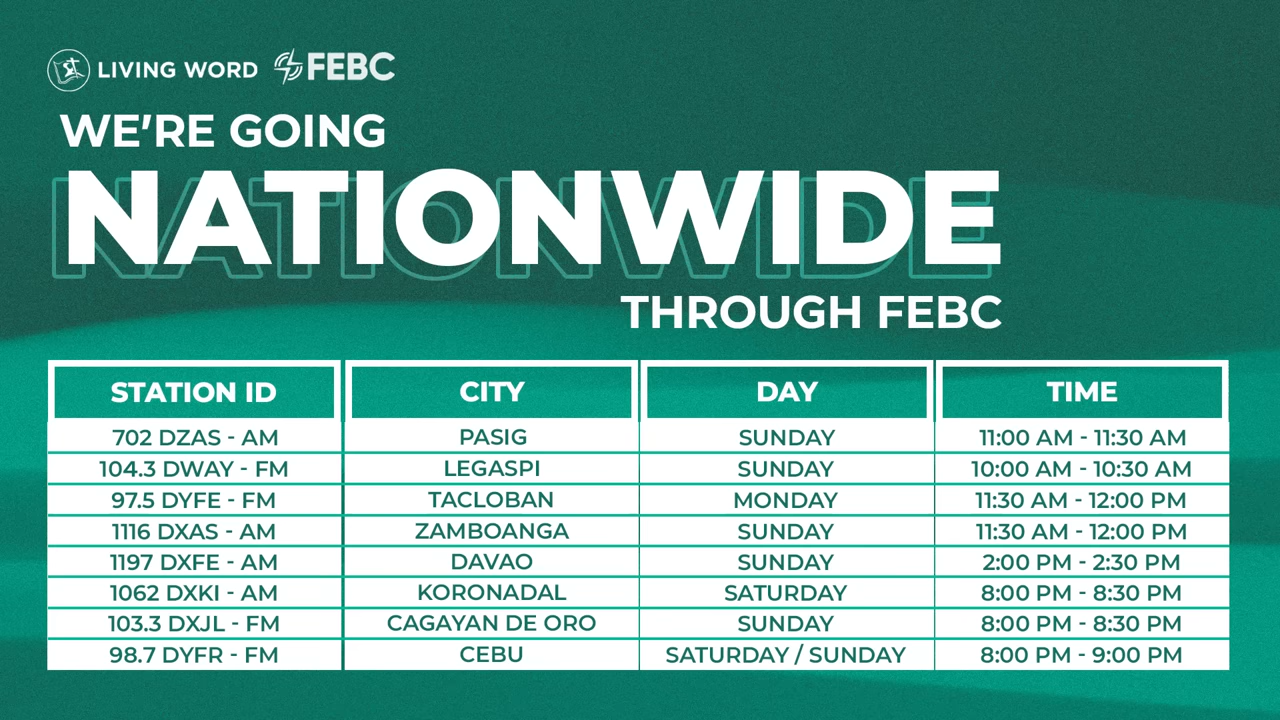 LIVING WORD FEBC
WE'RE GOING
NATIONWIDE
THROUGH FEBC
STATION ID CITY DAY TIME
702 DZAS - AM PASIG SUNDAY 11:00 AM - 11:30 AM
104.3 DWAY - FM LEGASPI SUNDAY 10:00 AM - 10:30 AM
97.5 DYFE - FM TACLOBAN MONDAY 11:30 AM - 12:00 PM
1116 DXAS - AM ZAMBOANGA SUNDAY 11:30 AM - 12:00 PM
1197 DXFE - AM DAVAO SUNDAY 2:00 PM - 2:30 PM
1062 DXKI - AM KORONADAL SATURDAY 8:00 PM - 8:30 PM
103.3 DXJL - FM CAGAYAN DE ORO SUNDAY 8:00 PM - 8:30 PM
98.7 DYFR - FM CEBU SATURDAY / SUNDAY 8:00 PM - 9:00 PM